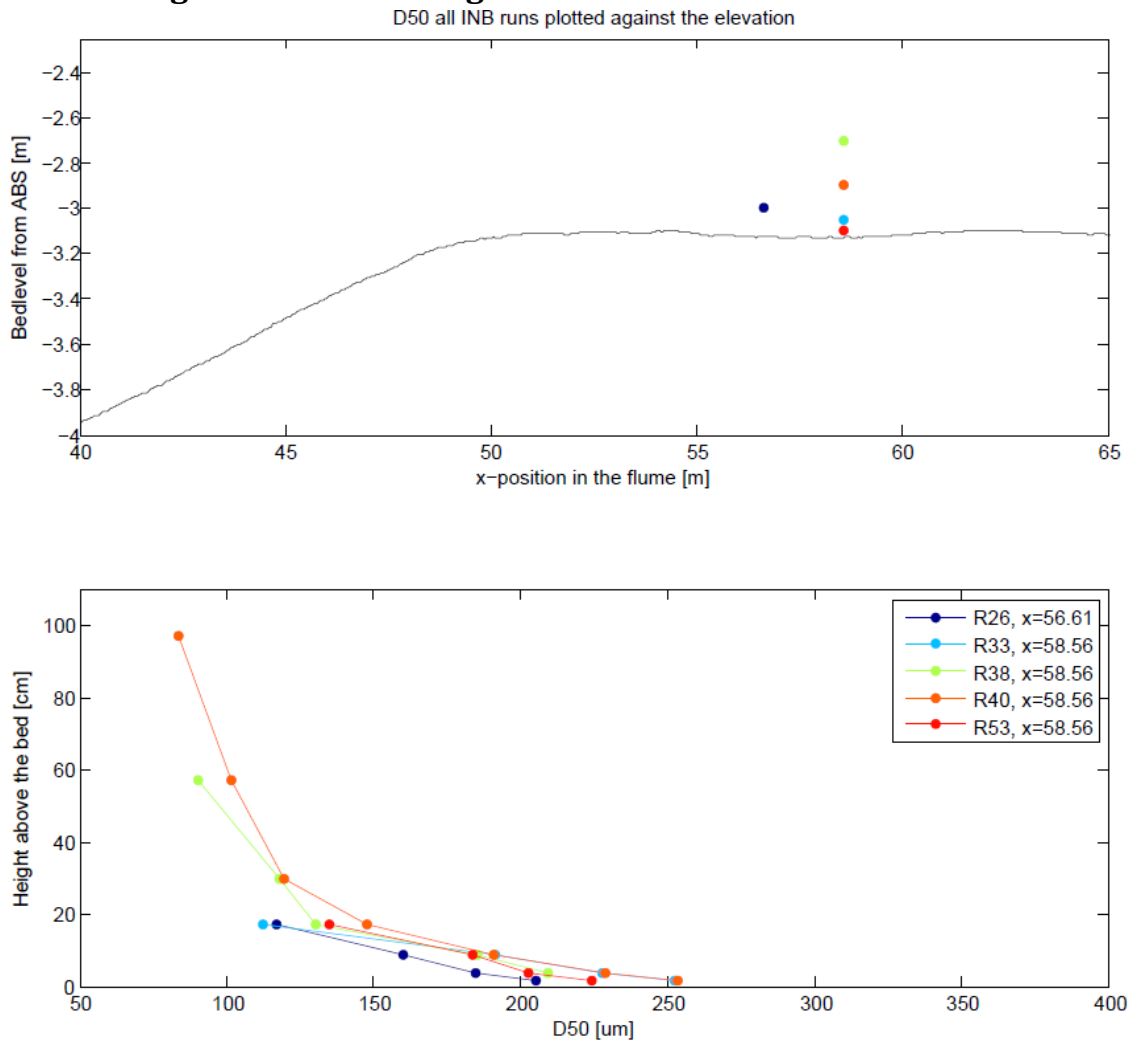 D50 all INB runs plotted against the elevation
−2.4
−2.6
−2.8
−3
−3.2
−3.4
−3.6
−3.8
−4
Bedlevel from ABS [m]
40 45 50 55 60 65
x−position in the flume [m]
100
80
60
40
20
0
Height above the bed [cm]
R26, x=56.61
R33, x=58.56
R38, x=58.56
R40, x=58.56
R53, x=58.56
50 100 150 200 250 300 350 400
D50 [um]